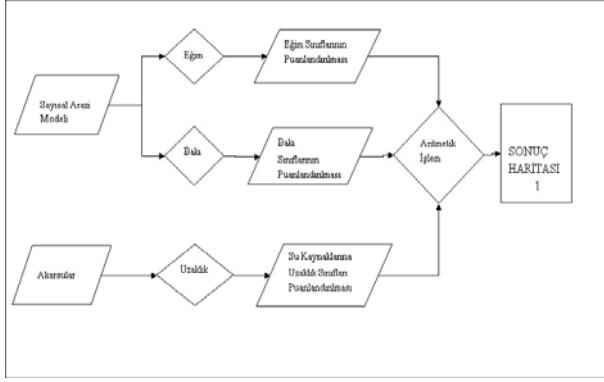 Eğim
Eğim Sınıflarının
Puanlandırılması
Sayısal Arazi
Modeli
Bakı
Bakı
Sınıflarının
Puanlandırılması
Aritmetik
İşlem
SONUÇ
HARİTASI
1
Akarsular
Uzaklık
Su Kaynaklarına
Uzaklık Sınıfları
Puanlandırılması